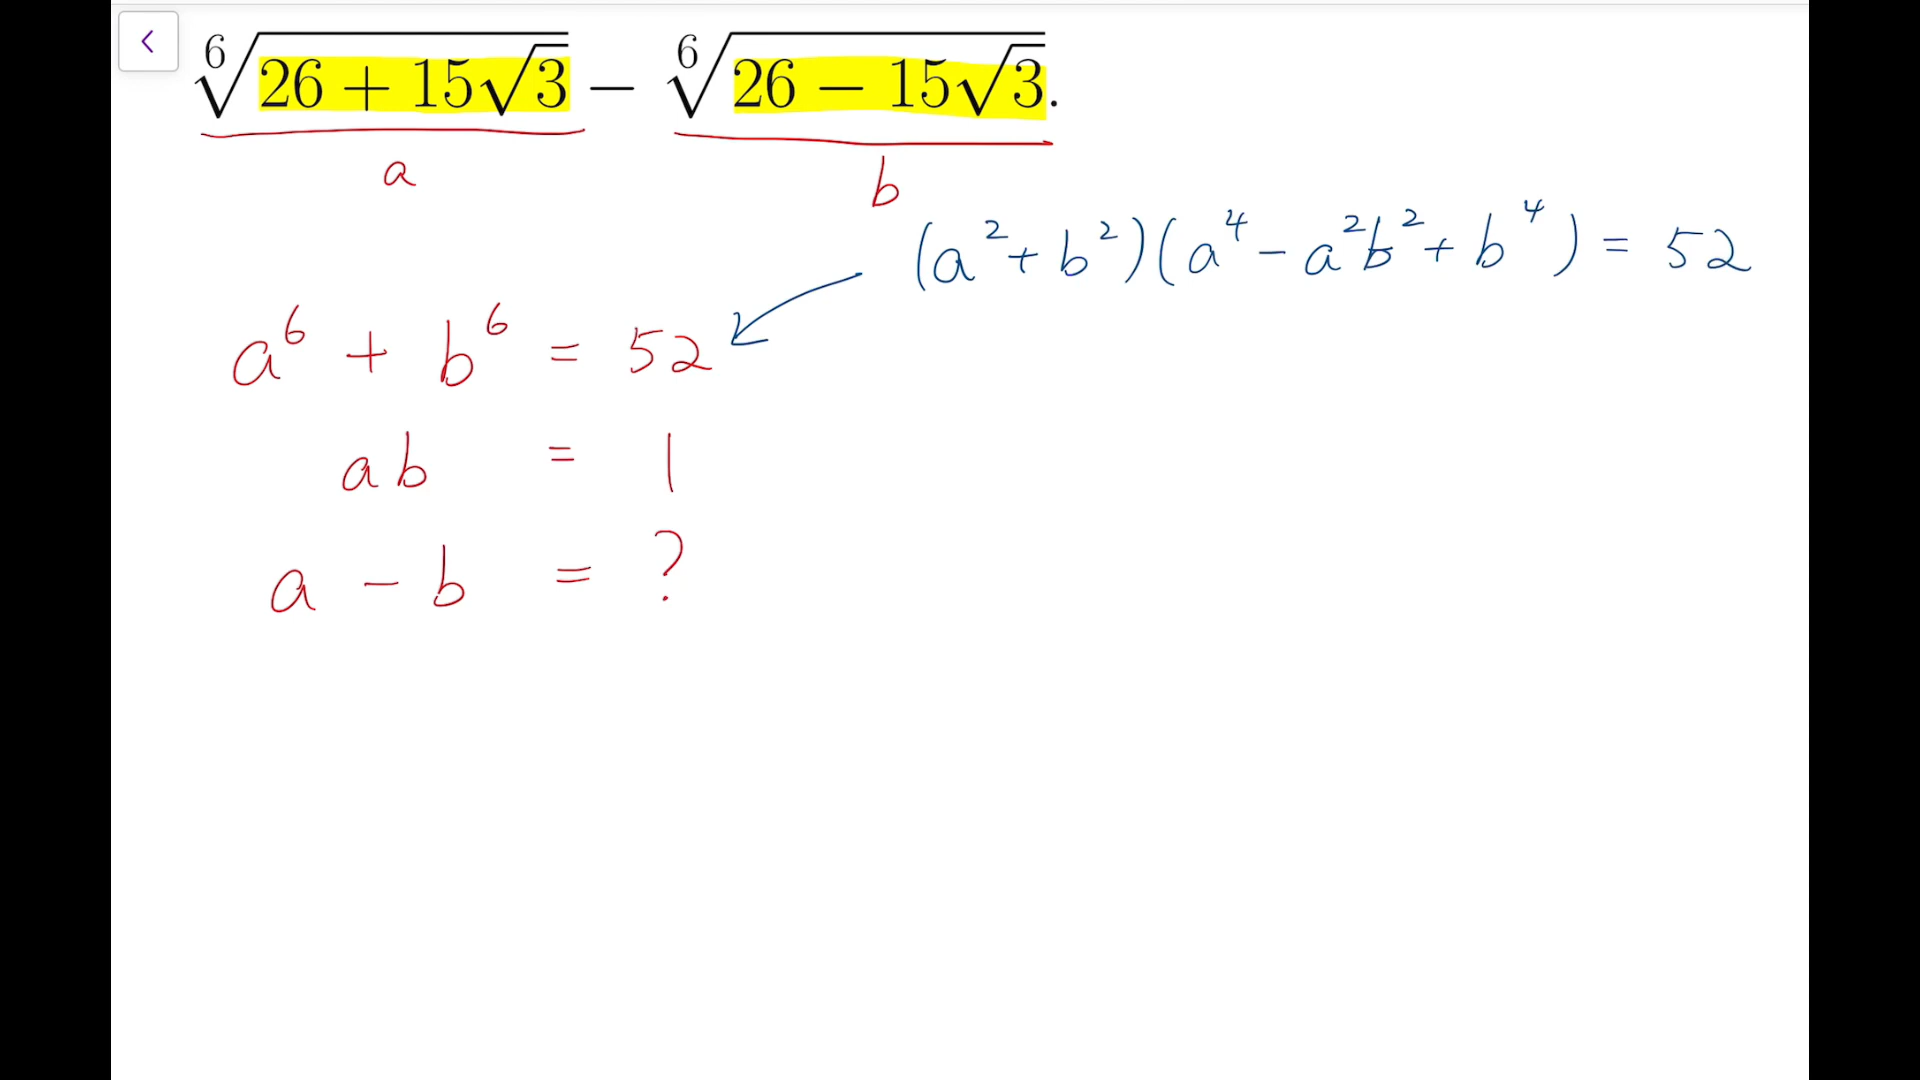 ⁶√(26 + 15√3) − ⁶√(26 − 15√3).
a b
(a² + b²)(a⁴ − a²b² + b⁴) = 52
a⁶ + b⁶ = 52
ab = 1
a − b = ?